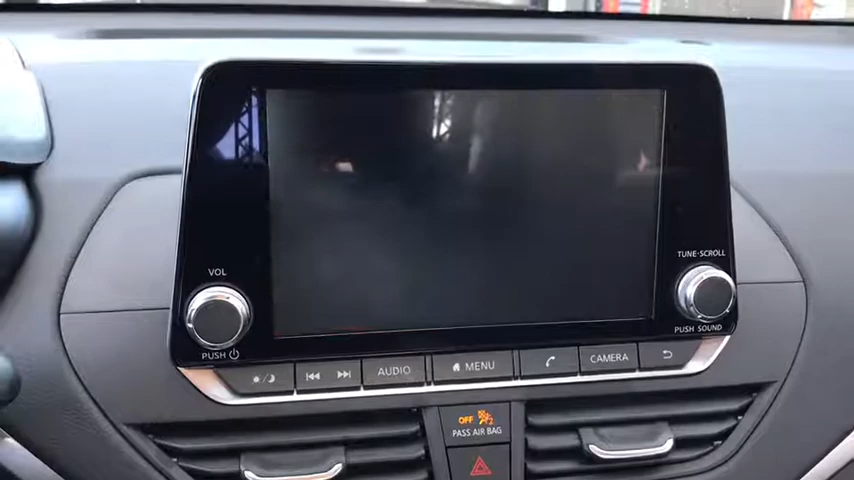 VOL
TUNE·SCROLL
PUSH
PUSH SOUND
AUDIO
MENU
CAMERA
OFF
PASS AIR BAG